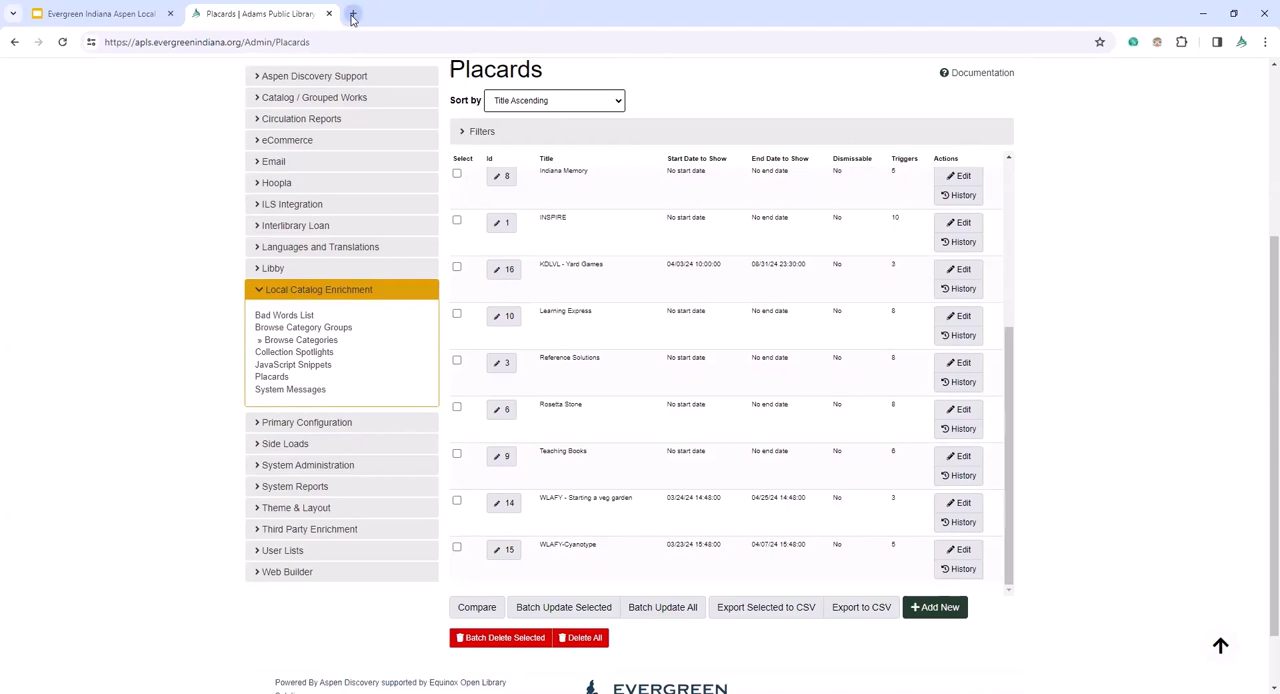 Evergreen Indiana Aspen Local
Placards | Adams Public Library
https://apls.evergreenindiana.org/Admin/Placards
Aspen Discovery Support
Catalog / Grouped Works
Circulation Reports
eCommerce
Email
Hoopla
ILS Integration
Interlibrary Loan
Languages and Translations
Libby
Local Catalog Enrichment
Bad Words List
Browse Category Groups
» Browse Categories
Collection Spotlights
JavaScript Snippets
Placards
System Messages
Primary Configuration
Side Loads
System Administration
System Reports
Theme & Layout
Third Party Enrichment
User Lists
Web Builder
Placards
Documentation
Sort by Title Ascending
Filters
Select Id Title Start Date to Show End Date to Show Dismissable Triggers Actions
8 Indiana Memory No start date No end date No 5 Edit
History
1 INSPIRE No start date No end date No 10 Edit
History
16 KDLVL - Yard Games 04/03/24 10:00:00 08/31/24 23:30:00 No 3 Edit
History
10 Learning Express No start date No end date No 8 Edit
History
3 Reference Solutions No start date No end date No 8 Edit
History
6 Rosetta Stone No start date No end date No 8 Edit
History
9 Teaching Books No start date No end date No 6 Edit
History
14 WLAFY - Starting a veg garden 03/24/24 14:48:00 04/25/24 14:48:00 No 3 Edit
History
15 WLAFY-Cyanotype 03/23/24 15:48:00 04/07/24 15:48:00 No 5 Edit
History
Compare Batch Update Selected Batch Update All Export Selected to CSV Export to CSV Add New
Batch Delete Selected Delete All
Powered By Aspen Discovery supported by Equinox Open Library
EVERGREEN